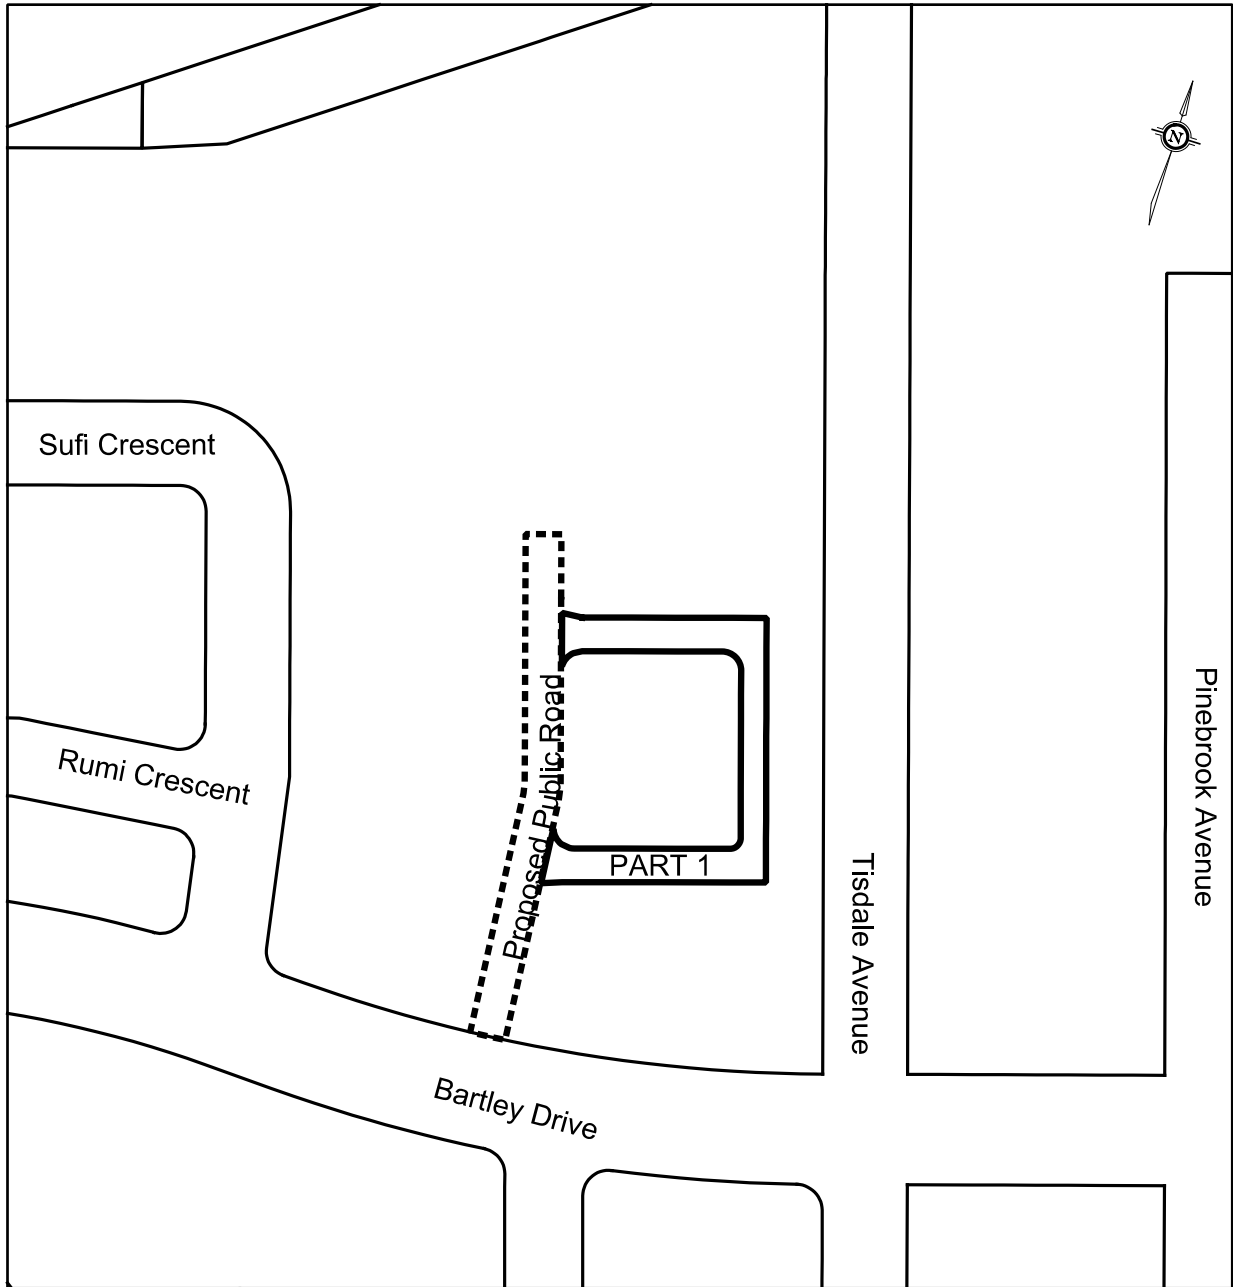 N
Sufi Crescent
Proposed Public Road
Pinebrook Avenue
Rumi Crescent
PART 1
Tisdale Avenue
Bartley Drive